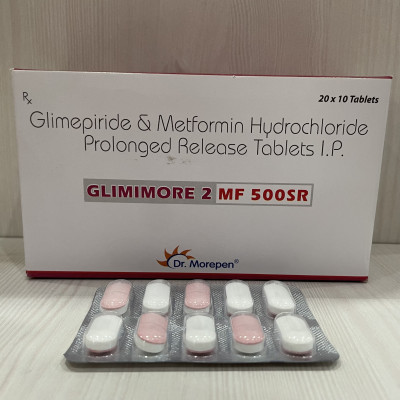 Rx
20 x 10 Tablets
Glimepiride & Metformin Hydrochloride
Prolonged Release Tablets I.P.
GLIMIMORE 2 MF 500SR
Dr. Morepen®